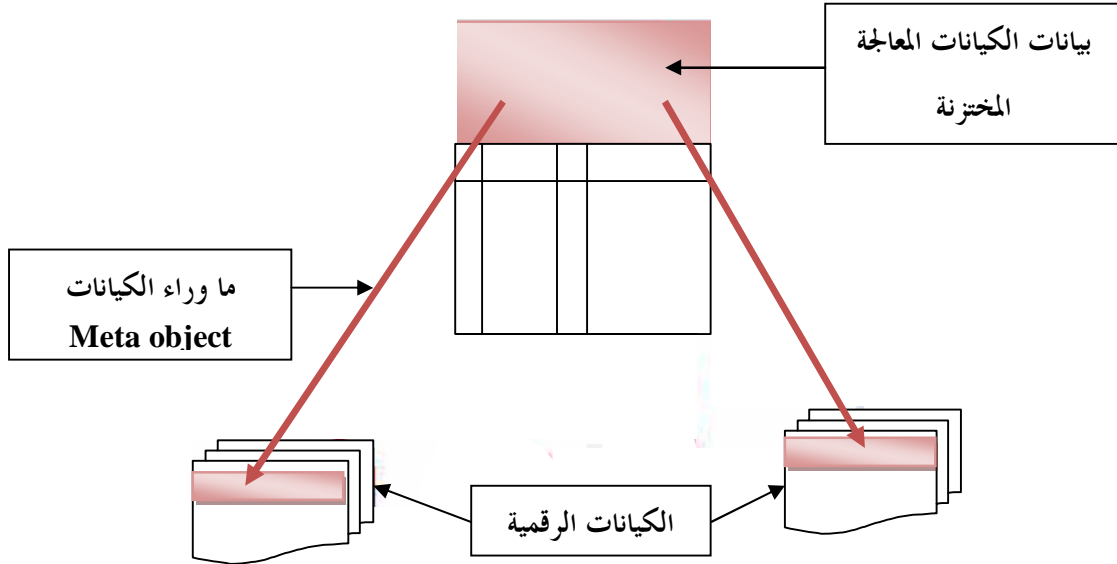 بيانات الكيانات المعالجة
المختزنة
ما وراء الكيانات
Meta object
الكيانات الرقمية